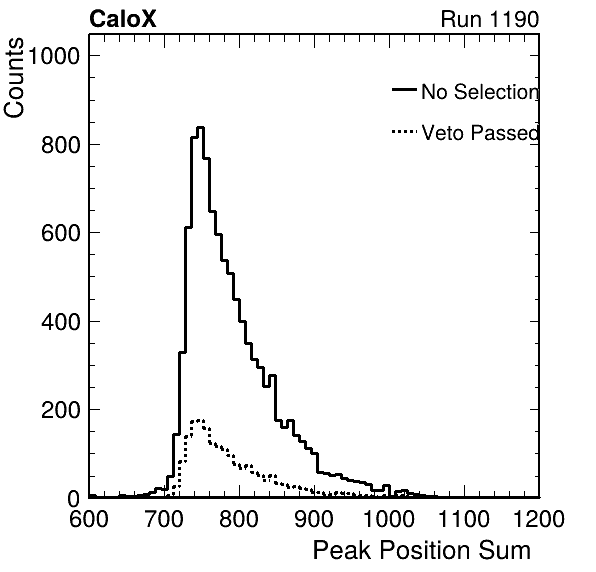 CaloX Run 1190
Counts
1000
800
600
400
200
0
No Selection
Veto Passed
600 700 800 900 1000 1100 1200
Peak Position Sum